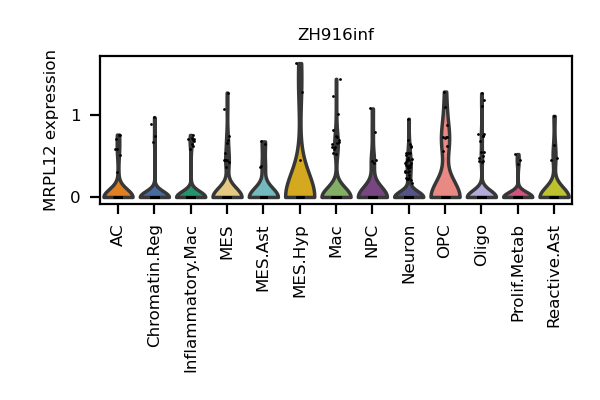 ZH916inf
MRPL12 expression
1
0
AC
Chromatin.Reg
Inflammatory.Mac
MES
MES.Ast
MES.Hyp
Mac
NPC
Neuron
OPC
Oligo
Prolif.Metab
Reactive.Ast